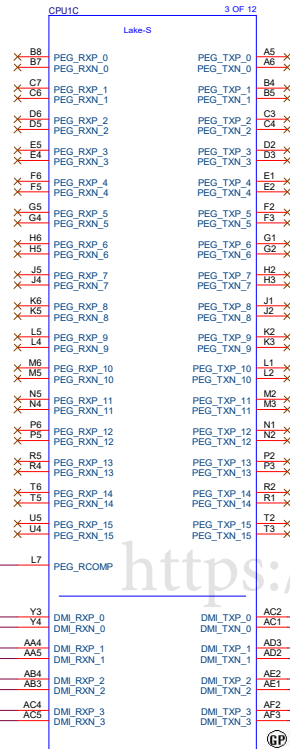 CPU1C 3 OF 12
Lake-S
B8 PEG_RXP_0 PEG_TXP_0 A5
B7 PEG_RXN_0 PEG_TXN_0 A6
C7 PEG_RXP_1 PEG_TXP_1 B4
C6 PEG_RXN_1 PEG_TXN_1 B5
D6 PEG_RXP_2 PEG_TXP_2 C3
D5 PEG_RXN_2 PEG_TXN_2 C4
E5 PEG_RXP_3 PEG_TXP_3 D2
E4 PEG_RXN_3 PEG_TXN_3 D3
F6 PEG_RXP_4 PEG_TXP_4 E1
F5 PEG_RXN_4 PEG_TXN_4 E2
G5 PEG_RXP_5 PEG_TXP_5 F2
G4 PEG_RXN_5 PEG_TXN_5 F3
H6 PEG_RXP_6 PEG_TXP_6 G1
H5 PEG_RXN_6 PEG_TXN_6 G2
J5 PEG_RXP_7 PEG_TXP_7 H2
J4 PEG_RXN_7 PEG_TXN_7 H3
K6 PEG_RXP_8 PEG_TXP_8 J1
K5 PEG_RXN_8 PEG_TXN_8 J2
L5 PEG_RXP_9 PEG_TXP_9 K2
L4 PEG_RXN_9 PEG_TXN_9 K3
M6 PEG_RXP_10 PEG_TXP_10 L1
M5 PEG_RXN_10 PEG_TXN_10 L2
N5 PEG_RXP_11 PEG_TXP_11 M2
N4 PEG_RXN_11 PEG_TXN_11 M3
P6 PEG_RXP_12 PEG_TXP_12 N1
P5 PEG_RXN_12 PEG_TXN_12 N2
R5 PEG_RXP_13 PEG_TXP_13 P2
R4 PEG_RXN_13 PEG_TXN_13 P3
T6 PEG_RXP_14 PEG_TXP_14 R2
T5 PEG_RXN_14 PEG_TXN_14 R1
U5 PEG_RXP_15 PEG_TXP_15 T2
U4 PEG_RXN_15 PEG_TXN_15 T3
L7 PEG_RCOMP
https:/
Y3 DMI_RXP_0 DMI_TXP_0 AC2
Y4 DMI_RXN_0 DMI_TXN_0 AC1
AA4 DMI_RXP_1 DMI_TXP_1 AD3
AA5 DMI_RXN_1 DMI_TXN_1 AD2
AB4 DMI_RXP_2 DMI_TXP_2 AE2
AB3 DMI_RXN_2 DMI_TXN_2 AE1
AC4 DMI_RXP_3 DMI_TXP_3 AF2
AC5 DMI_RXN_3 DMI_TXN_3 AF3
GP